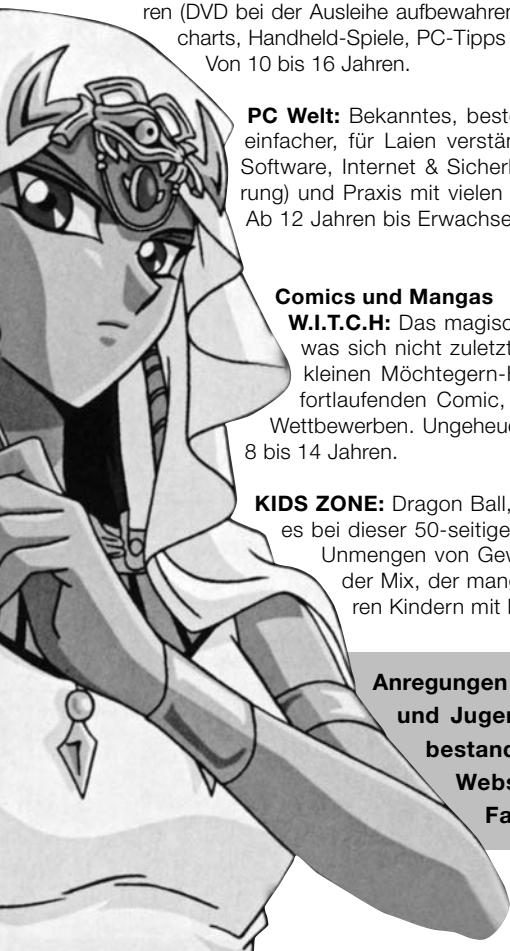 ren (DVD bei der Ausleihe aufbewahren
charts, Handheld-Spiele, PC-Tipps
Von 10 bis 16 Jahren.
PC Welt: Bekanntes, beste
einfacher, für Laien verstän
Software, Internet & Sicherh
rung) und Praxis mit vielen
Ab 12 Jahren bis Erwachse
Comics und Mangas
W.I.T.C.H: Das magisc
was sich nicht zuletzt
kleinen Möchtegern-H
fortlaufenden Comic,
Wettbewerben. Ungeheue
8 bis 14 Jahren.
KIDS ZONE: Dragon Ball,
es bei dieser 50-seitige
Unmengen von Gew
der Mix, der mang
ren Kindern mit
Anregungen
und Jugen
bestand
Webs
Fa